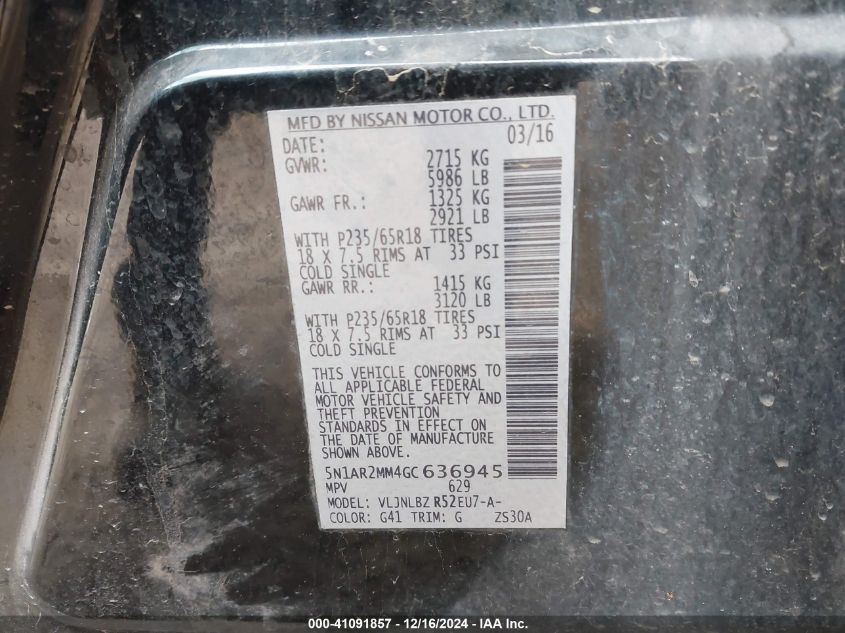 MFD BY NISSAN MOTOR CO., LTD.
DATE: 03/16
GVWR: 2715 KG
5986 LB
GAWR FR.: 1325 KG
2921 LB
WITH P235/65R18 TIRES
18 X 7.5 RIMS AT 33 PSI
COLD SINGLE
GAWR RR.: 1415 KG
3120 LB
WITH P235/65R18 TIRES
18 X 7.5 RIMS AT 33 PSI
COLD SINGLE
THIS VEHICLE CONFORMS TO
ALL APPLICABLE FEDERAL
MOTOR VEHICLE SAFETY AND
THEFT PREVENTION
STANDARDS IN EFFECT ON
THE DATE OF MANUFACTURE
SHOWN ABOVE.
5N1AR2MM4GC636945
MPV 629
MODEL: VLJNLBZ R52EU7-A-
COLOR: G41 TRIM: G ZS30A
000-41091857 - 12/16/2024 - IAA Inc.